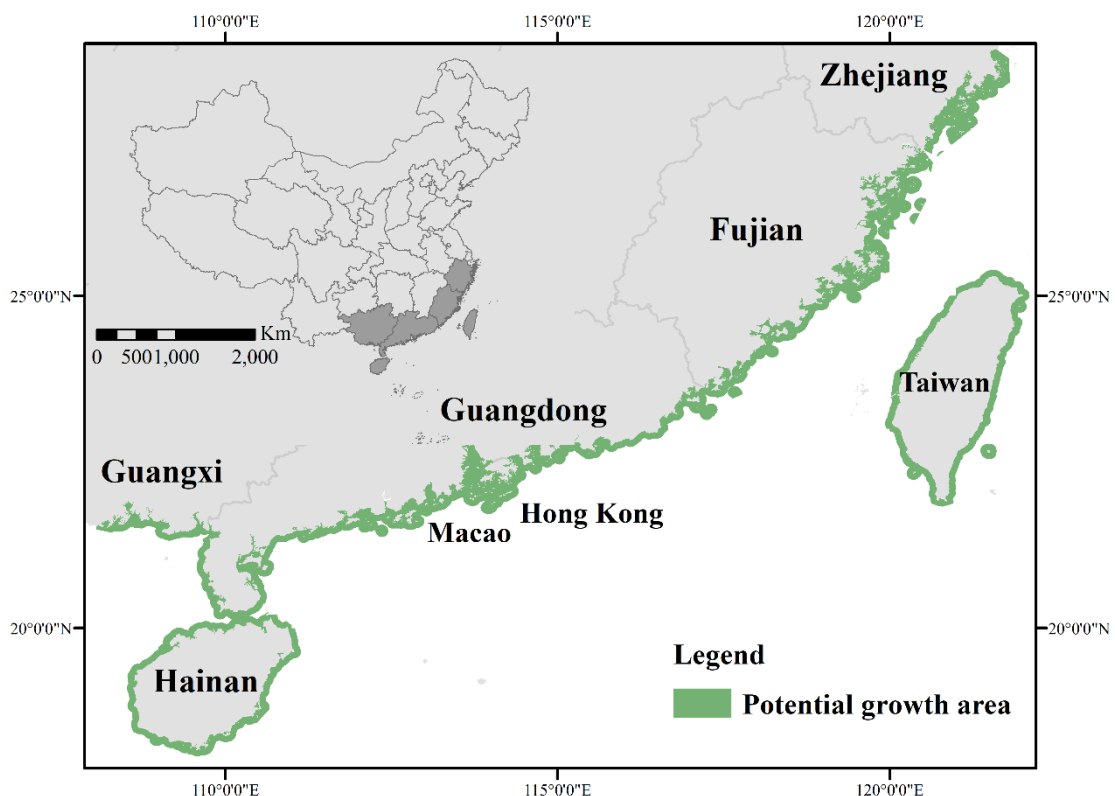 110°0'0"E 115°0'0"E 120°0'0"E
Zhejiang
Fujian
25°0'0"N 25°0'0"N
Km
0 500 1,000 2,000
Taiwan
Guangdong
Guangxi
Hong Kong
Macao
20°0'0"N 20°0'0"N
Legend
Hainan
Potential growth area
110°0'0"E 115°0'0"E 120°0'0"E